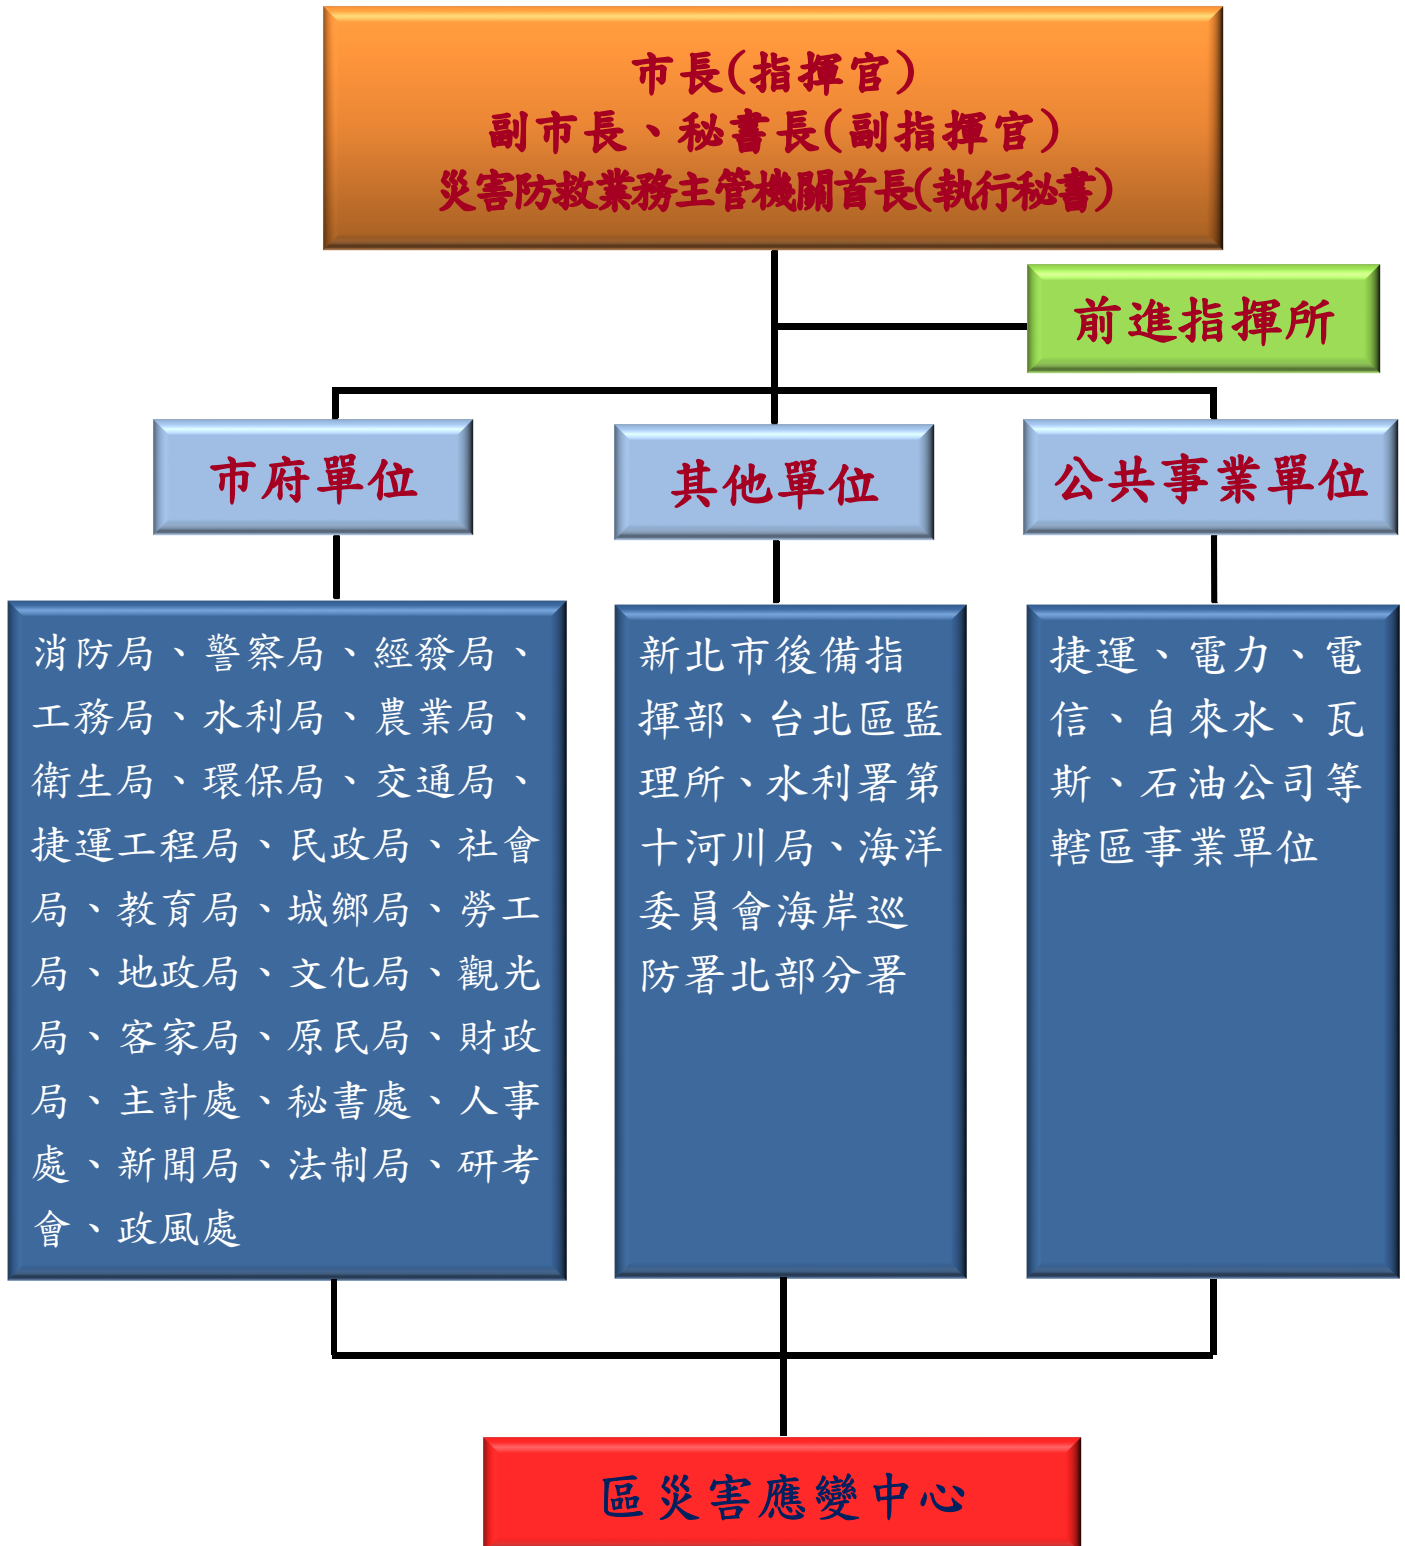 市長(指揮官)
副市長、秘書長(副指揮官)
災害防救業務主管機關首長(執行秘書)
前進指揮所
市府單位
其他單位
公共事業單位
消防局、警察局、經發局、
工務局、水利局、農業局、
衛生局、環保局、交通局、
捷運工程局、民政局、社會
局、教育局、城鄉局、勞工
局、地政局、文化局、觀光
局、客家局、原民局、財政
局、主計處、秘書處、人事
處、新聞局、法制局、研考
會、政風處
新北市後備指
揮部、台北區監
理所、水利署第
十河川局、海洋
委員會海岸巡
防署北部分署
捷運、電力、電
信、自來水、瓦
斯、石油公司等
轄區事業單位
區災害應變中心